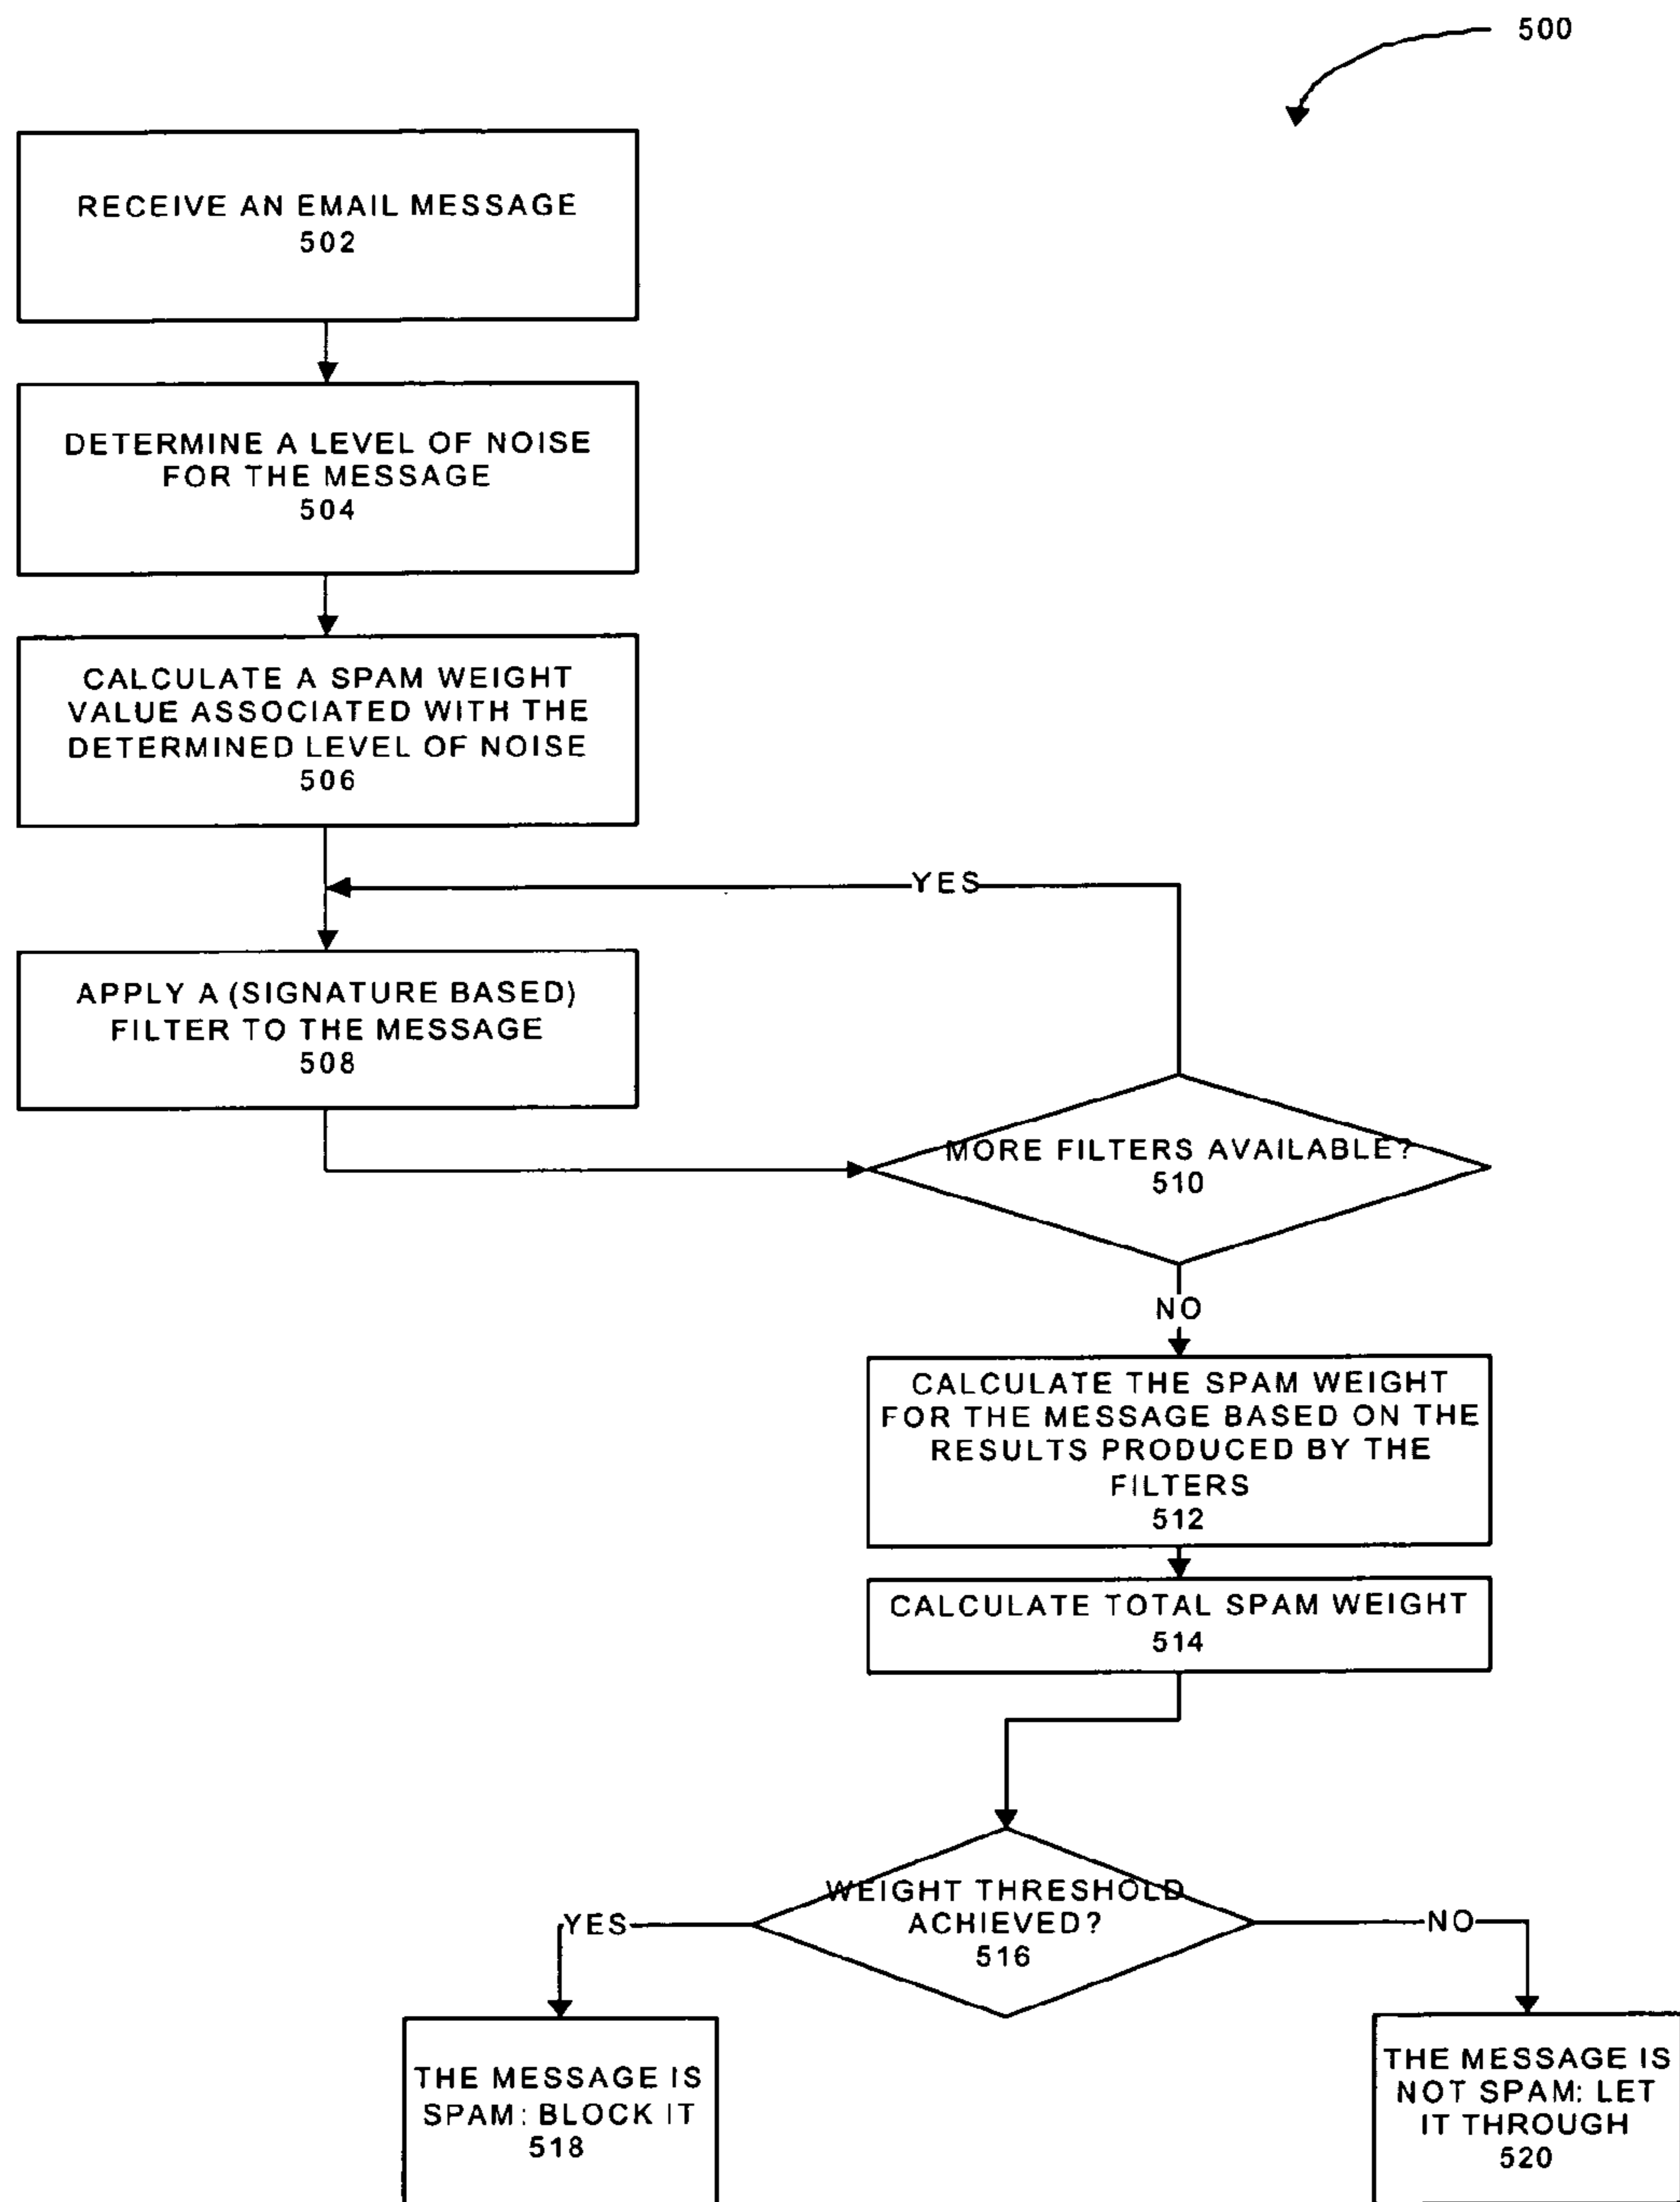 500
RECEIVE AN EMAIL MESSAGE
502
DETERMINE A LEVEL OF NOISE
FOR THE MESSAGE
504
CALCULATE A SPAM WEIGHT
VALUE ASSOCIATED WITH THE
DETERMINED LEVEL OF NOISE
506
YES
APPLY A (SIGNATURE BASED)
FILTER TO THE MESSAGE
508
MORE FILTERS AVAILABLE?
510
NO
CALCULATE THE SPAM WEIGHT
FOR THE MESSAGE BASED ON THE
RESULTS PRODUCED BY THE
FILTERS
512
CALCULATE TOTAL SPAM WEIGHT
514
WEIGHT THRESHOLD
ACHIEVED?
516
YES
NO
THE MESSAGE IS
SPAM: BLOCK IT
518
THE MESSAGE IS
NOT SPAM: LET
IT THROUGH
520